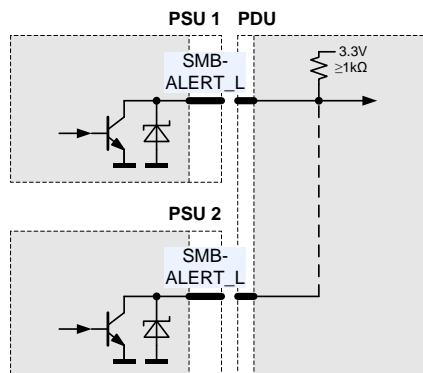 PSU 1 PDU
SMB-
ALERT_L
3.3V
≥1kΩ
PSU 2
SMB-
ALERT_L